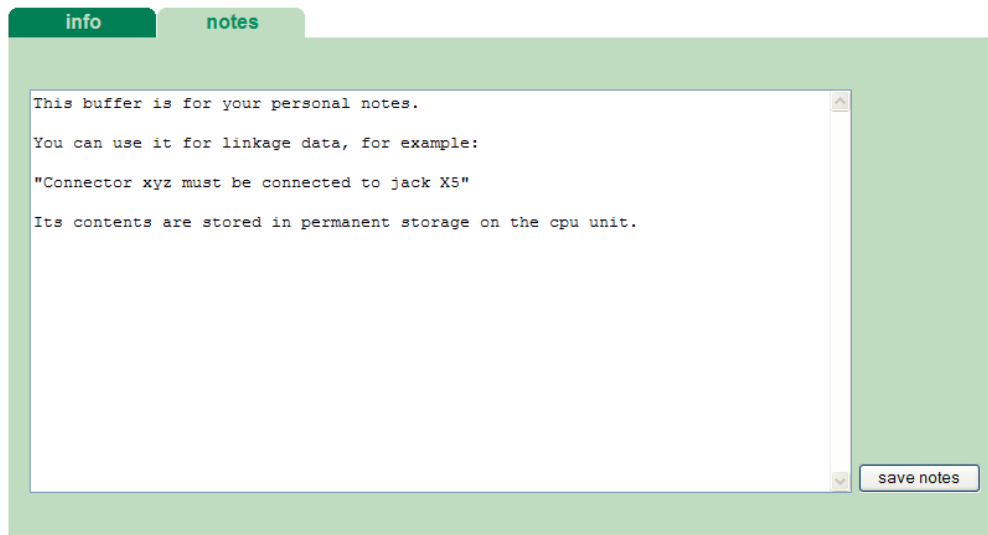 info
notes
This buffer is for your personal notes.
You can use it for linkage data, for example:
"Connector xyz must be connected to jack X5"
Its contents are stored in permanent storage on the cpu unit.
save notes